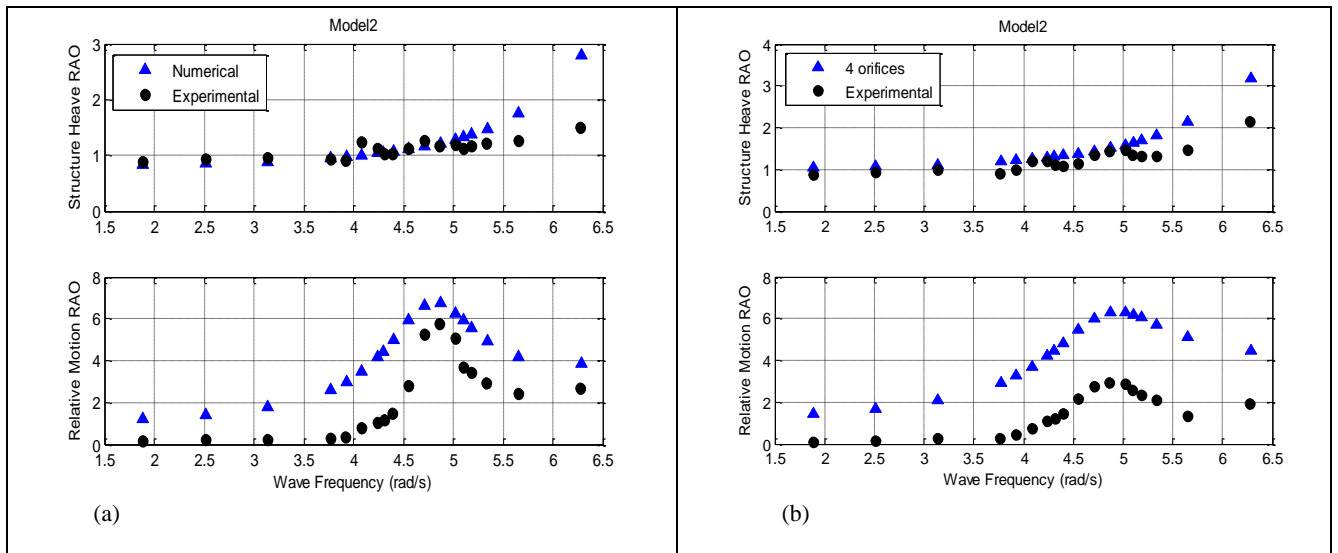 Model2
Structure Heave RAO
3
2
1
0
Numerical
Experimental
1.5 2 2.5 3 3.5 4 4.5 5 5.5 6 6.5
Relative Motion RAO
8
6
4
2
0
1.5 2 2.5 3 3.5 4 4.5 5 5.5 6 6.5
Wave Frequency (rad/s)
(a)
Model2
Structure Heave RAO
4
3
2
1
0
4 orifices
Experimental
1.5 2 2.5 3 3.5 4 4.5 5 5.5 6 6.5
Relative Motion RAO
8
6
4
2
0
1.5 2 2.5 3 3.5 4 4.5 5 5.5 6 6.5
Wave Frequency (rad/s)
(b)